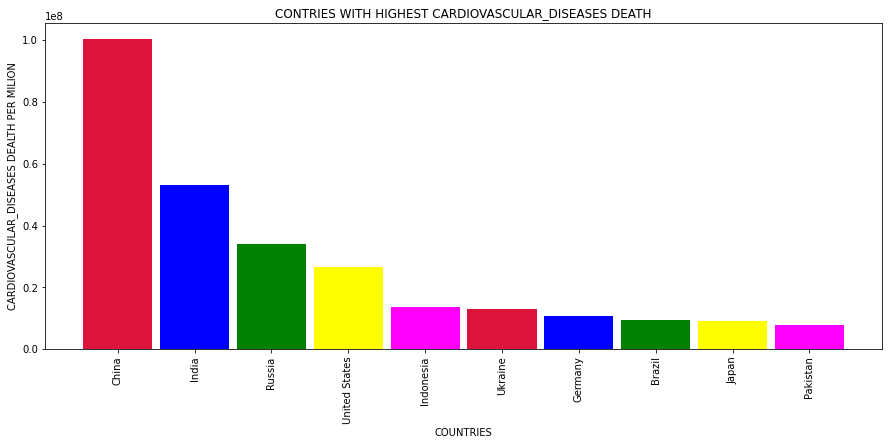 CONTRIES WITH HIGHEST CARDIOVASCULAR_DISEASES DEATH
1e8
1.0
0.8
0.6
0.4
0.2
0.0
CARDIOVASCULAR_DISEASES DEALTH PER MILION
China
India
Russia
United States
Indonesia
Ukraine
Germany
Brazil
Japan
Pakistan
COUNTRIES